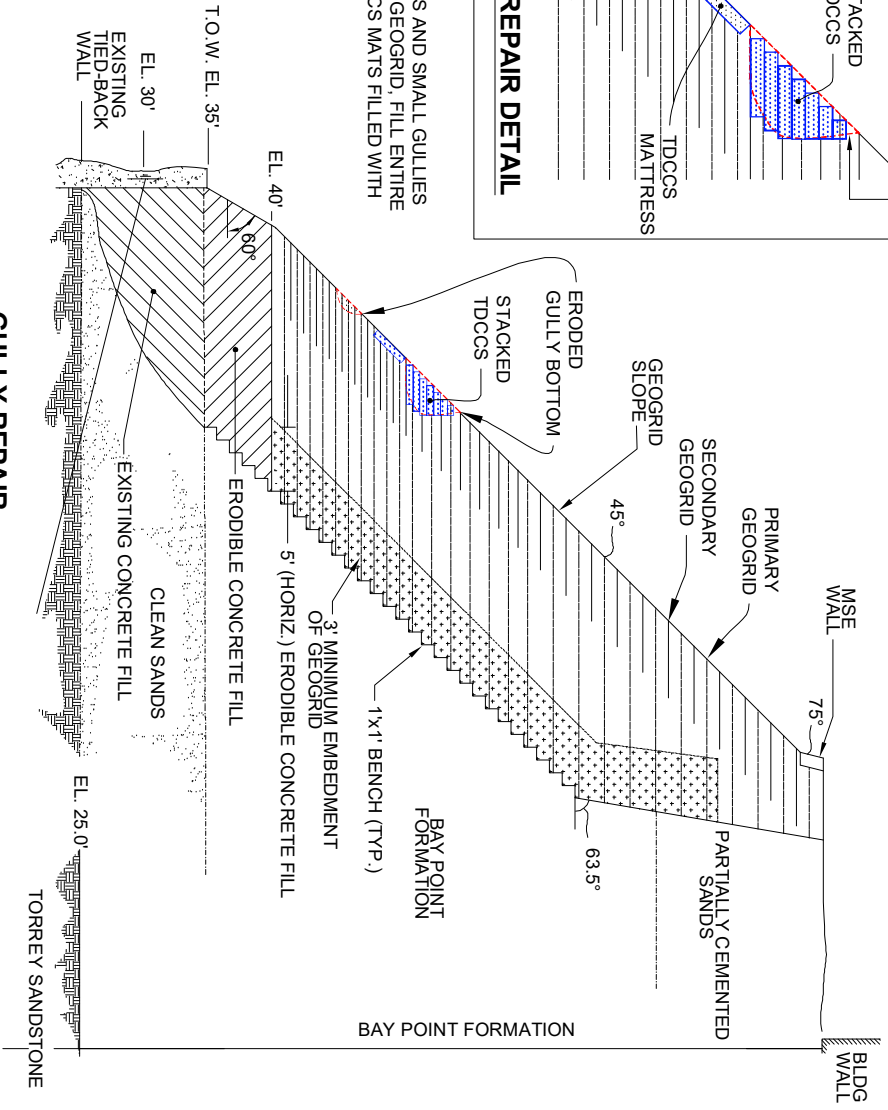 TACKED
DCCS
TDCCS
MATTRESS
REPAIR DETAIL
S AND SMALL GULLIES
GEOGRID, FILL ENTIRE
CS MATS FILLED WITH
BLDG
WALL
MSE
WALL
75°
PRIMARY
GEOGRID
SECONDARY
GEOGRID
45°
GEOGRID
SLOPE
ERODED
GULLY BOTTOM
STACKED
TDCCS
EL. 40'
60°
T.O.W. EL. 35'
EL. 30'
EXISTING
TIED-BACK
WALL
PARTIALLY CEMENTED
SANDS
63.5°
BAY POINT
FORMATION
1'x1' BENCH (TYP.)
3' MINIMUM EMBEDMENT
OF GEOGRID
5' (HORIZ.) ERODIBLE CONCRETE FILL
ERODIBLE CONCRETE FILL
CLEAN SANDS
EXISTING CONCRETE FILL
EL. 25.0'
TORREY SANDSTONE
BAY POINT FORMATION
GULLY REPAIR